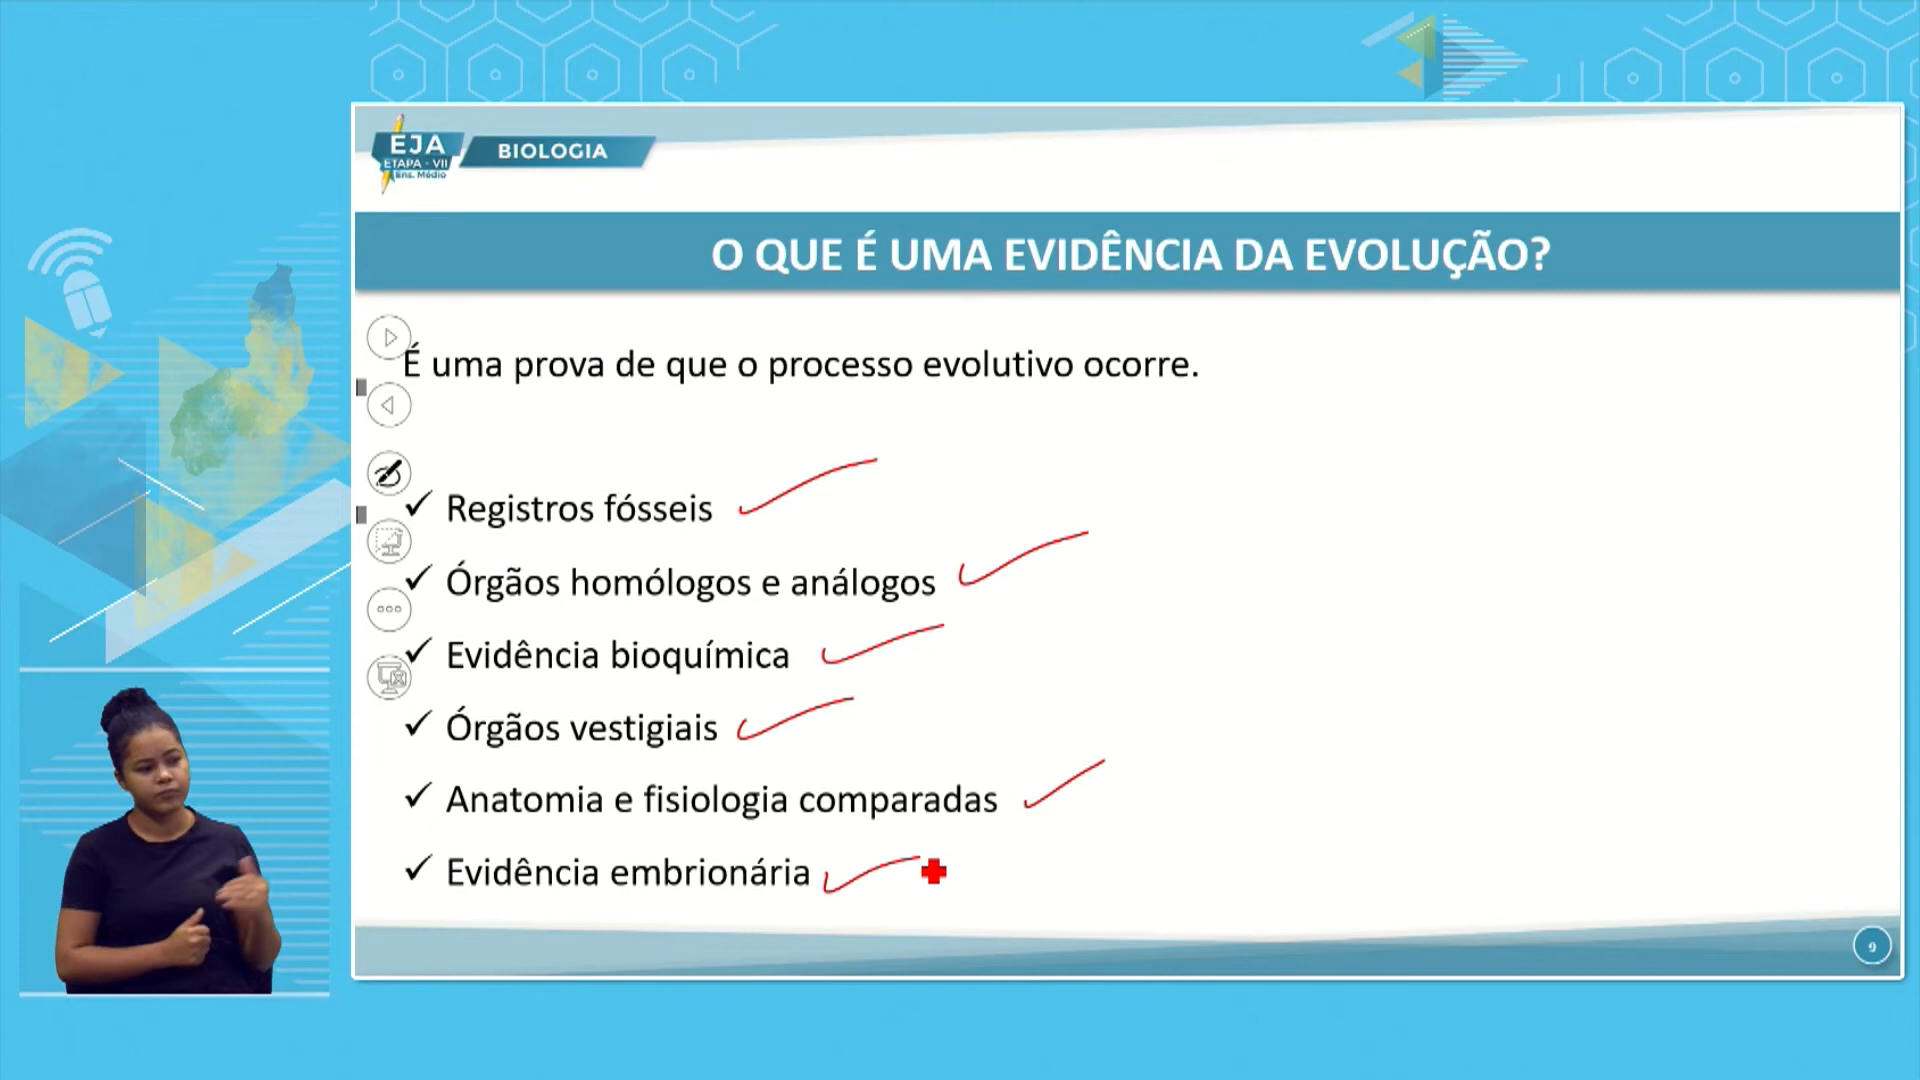 EJA
ETAPA - VII
Ens. Médio
BIOLOGIA
O QUE É UMA EVIDÊNCIA DA EVOLUÇÃO?
É uma prova de que o processo evolutivo ocorre.
✓ Registros fósseis
✓ Órgãos homólogos e análogos
✓ Evidência bioquímica
✓ Órgãos vestigiais
✓ Anatomia e fisiologia comparadas
✓ Evidência embrionária
9